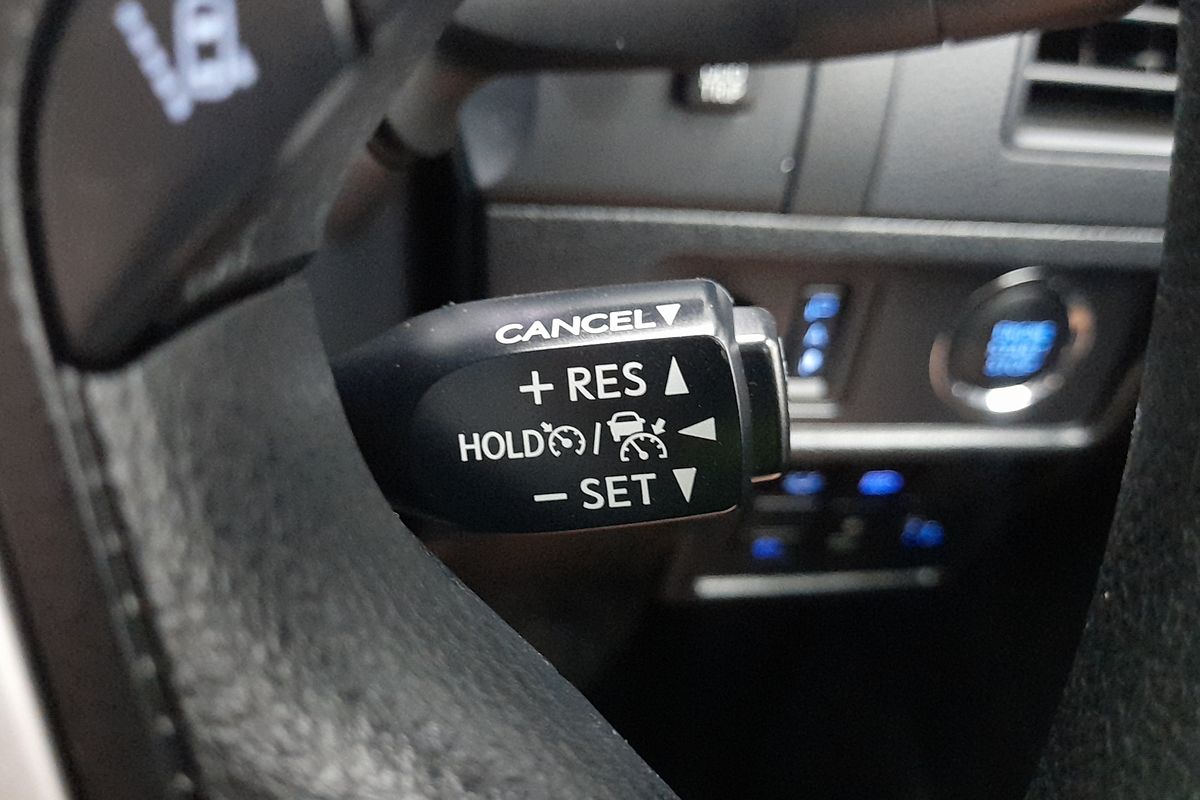 CANCEL
+ RES
HOLD /
− SET